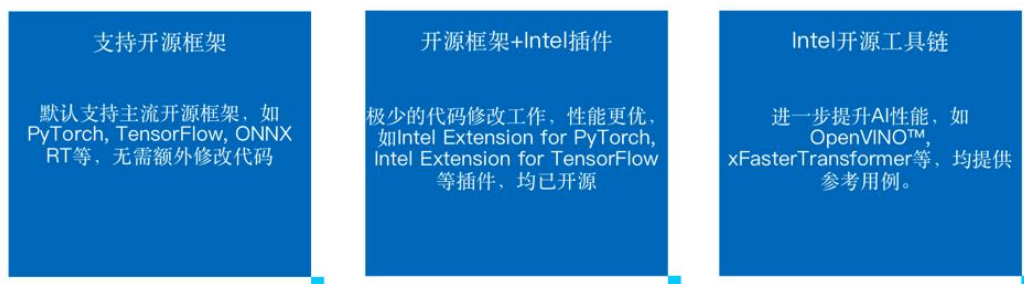 支持开源框架
默认支持主流开源框架，如
PyTorch, TensorFlow, ONNX
RT等，无需额外修改代码
开源框架+Intel插件
极少的代码修改工作，性能更优，
如Intel Extension for PyTorch,
Intel Extension for TensorFlow
等插件，均已开源
Intel开源工具链
进一步提升AI性能，如
OpenVINO™,
xFasterTransformer等，均提供
参考用例。